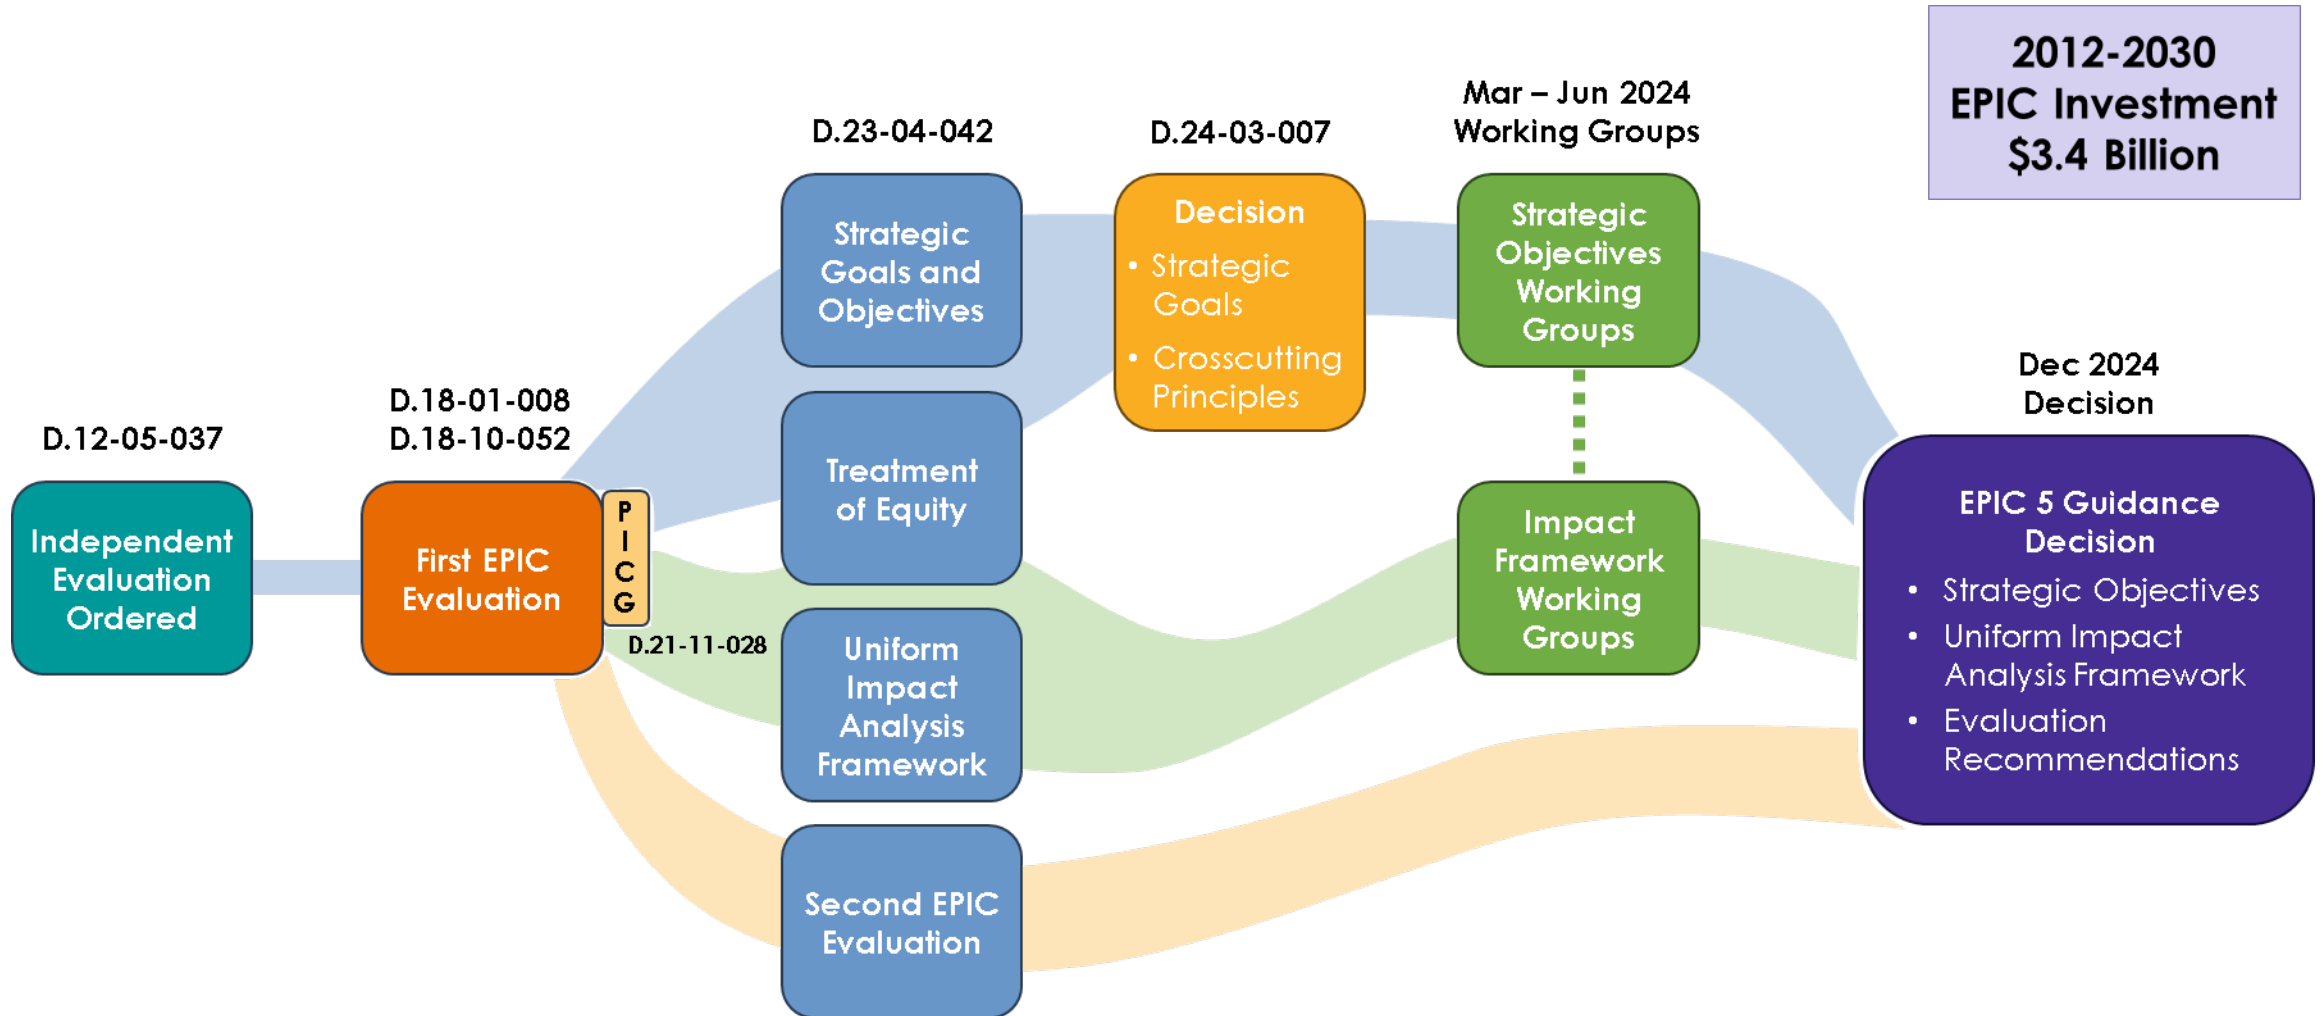 2012-2030
EPIC Investment
$3.4 Billion
D.12-05-037
Independent
Evaluation
Ordered
D.18-01-008
D.18-10-052
First EPIC
Evaluation
P
I
C
G
D.21-11-028
D.23-04-042
Strategic
Goals and
Objectives
Treatment
of Equity
Uniform
Impact
Analysis
Framework
Second EPIC
Evaluation
D.24-03-007
Decision
• Strategic
Goals
• Crosscutting
Principles
Mar – Jun 2024
Working Groups
Strategic
Objectives
Working
Groups
Impact
Framework
Working
Groups
Dec 2024
Decision
EPIC 5 Guidance
Decision
• Strategic Objectives
• Uniform Impact
Analysis Framework
• Evaluation
Recommendations